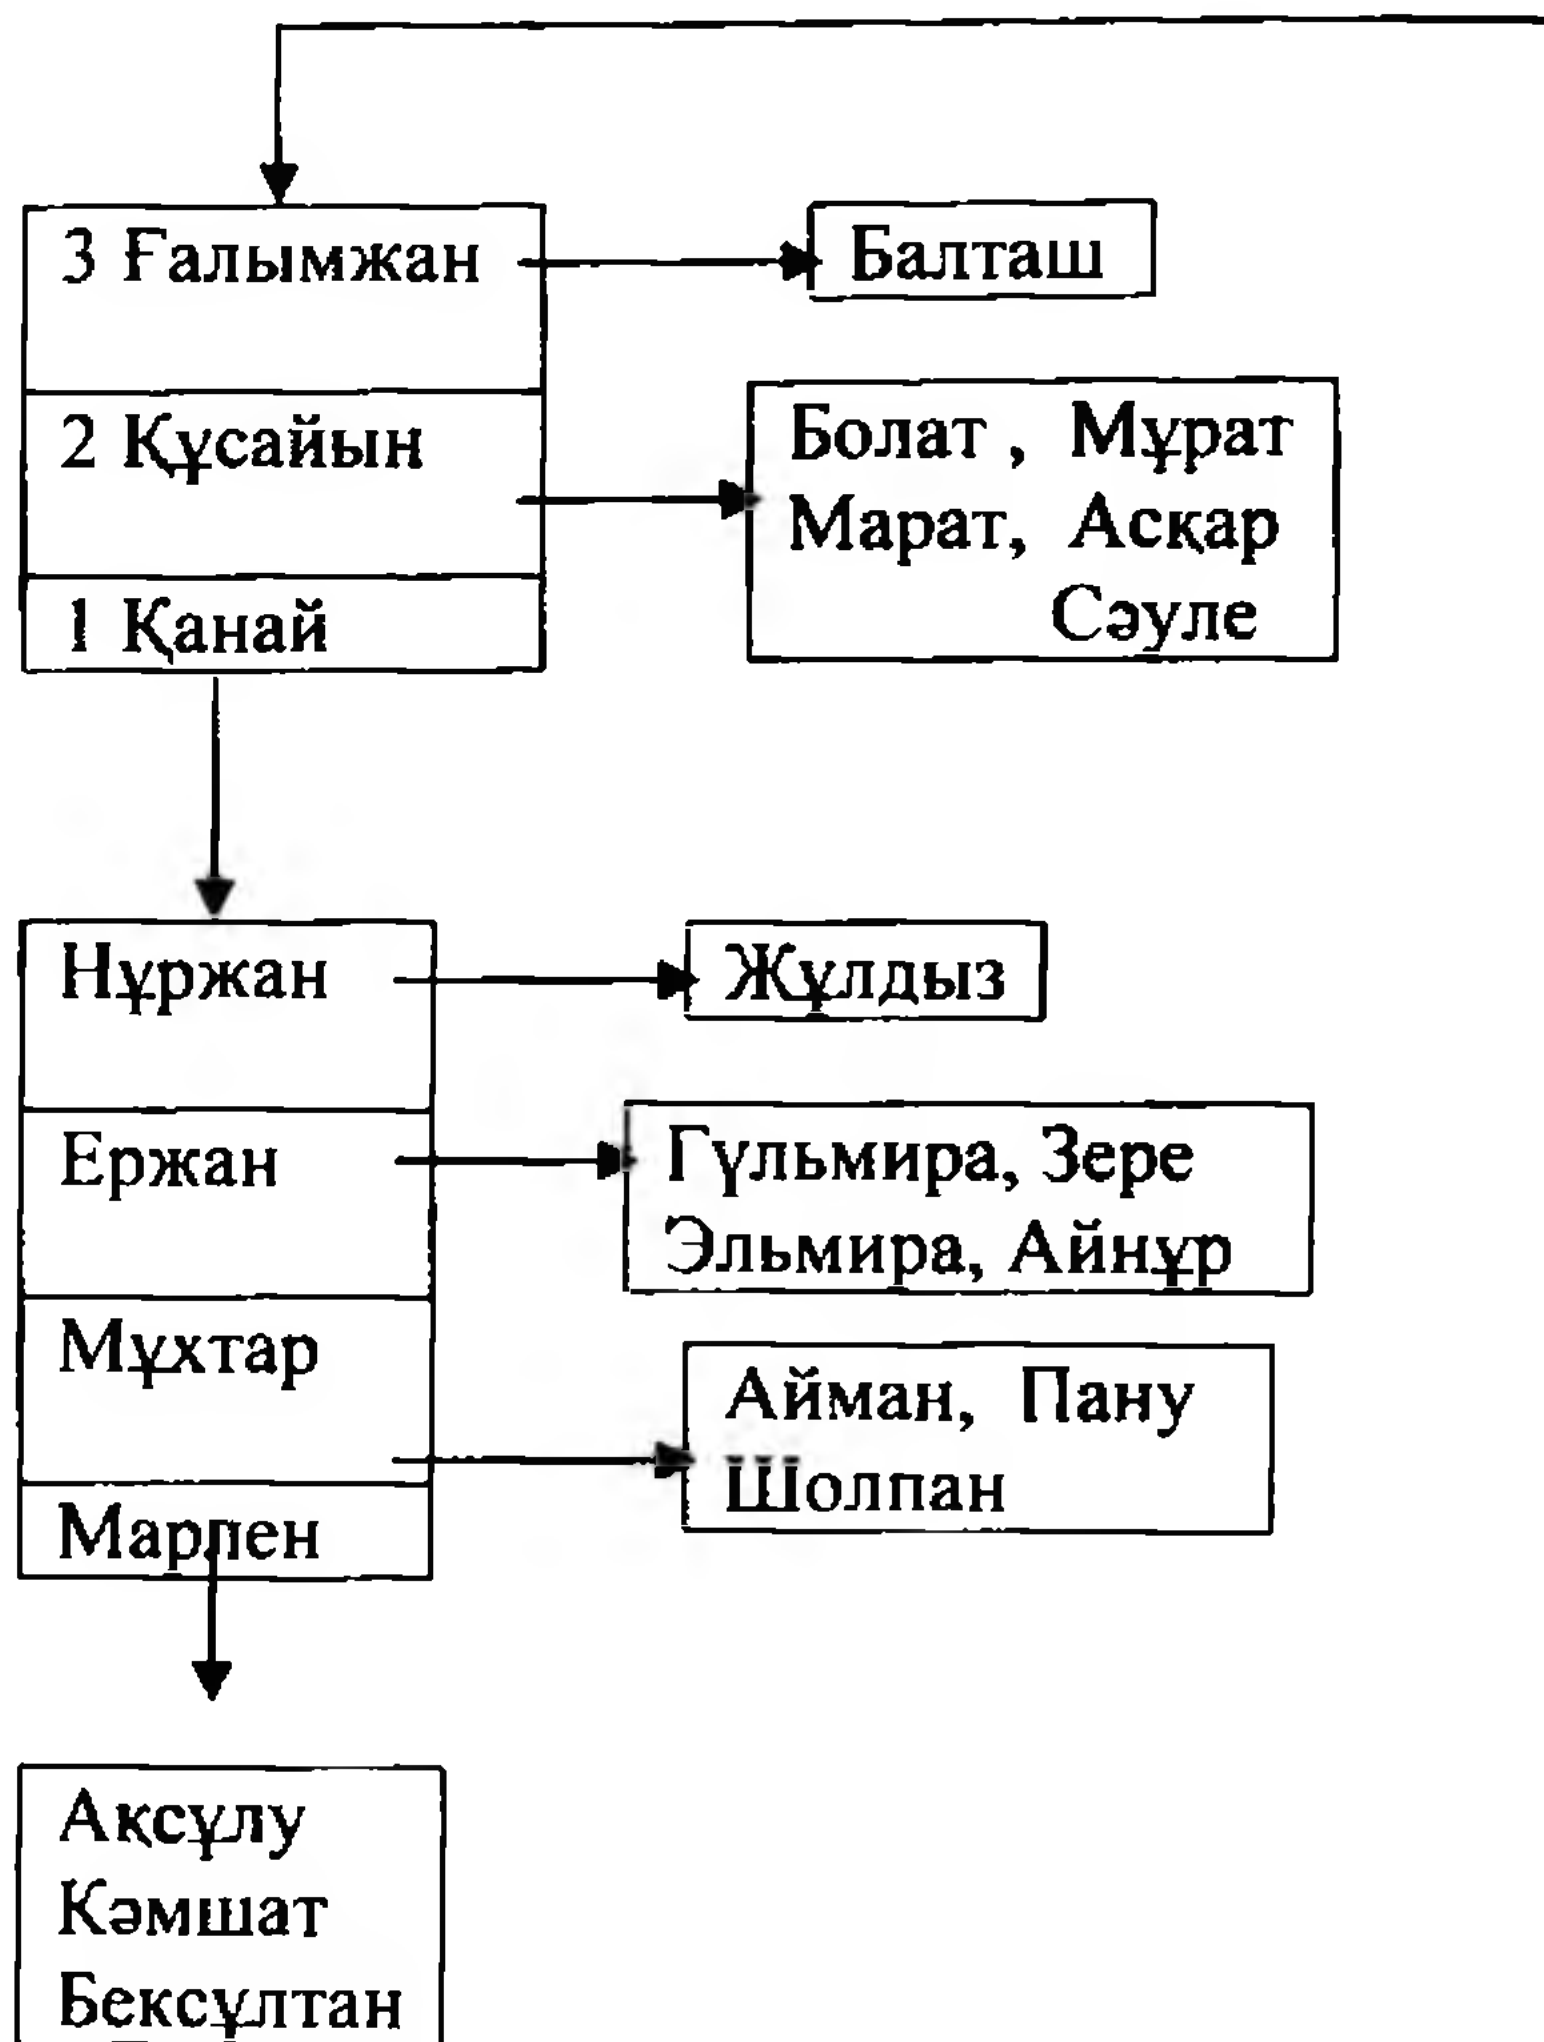 3 Ғалымжан
Балташ
2 Құсайын
Болат, Мұрат
Марат, Асқар
Сәуле
1 Қанай
Нұржан
Жұлдыз
Ержан
Гүльмира, Зере
Эльмира, Айнұр
Мұхтар
Айман, Пану
Шолпан
Марпен
Ақсұлу
Кәмшат
Бексұлтан